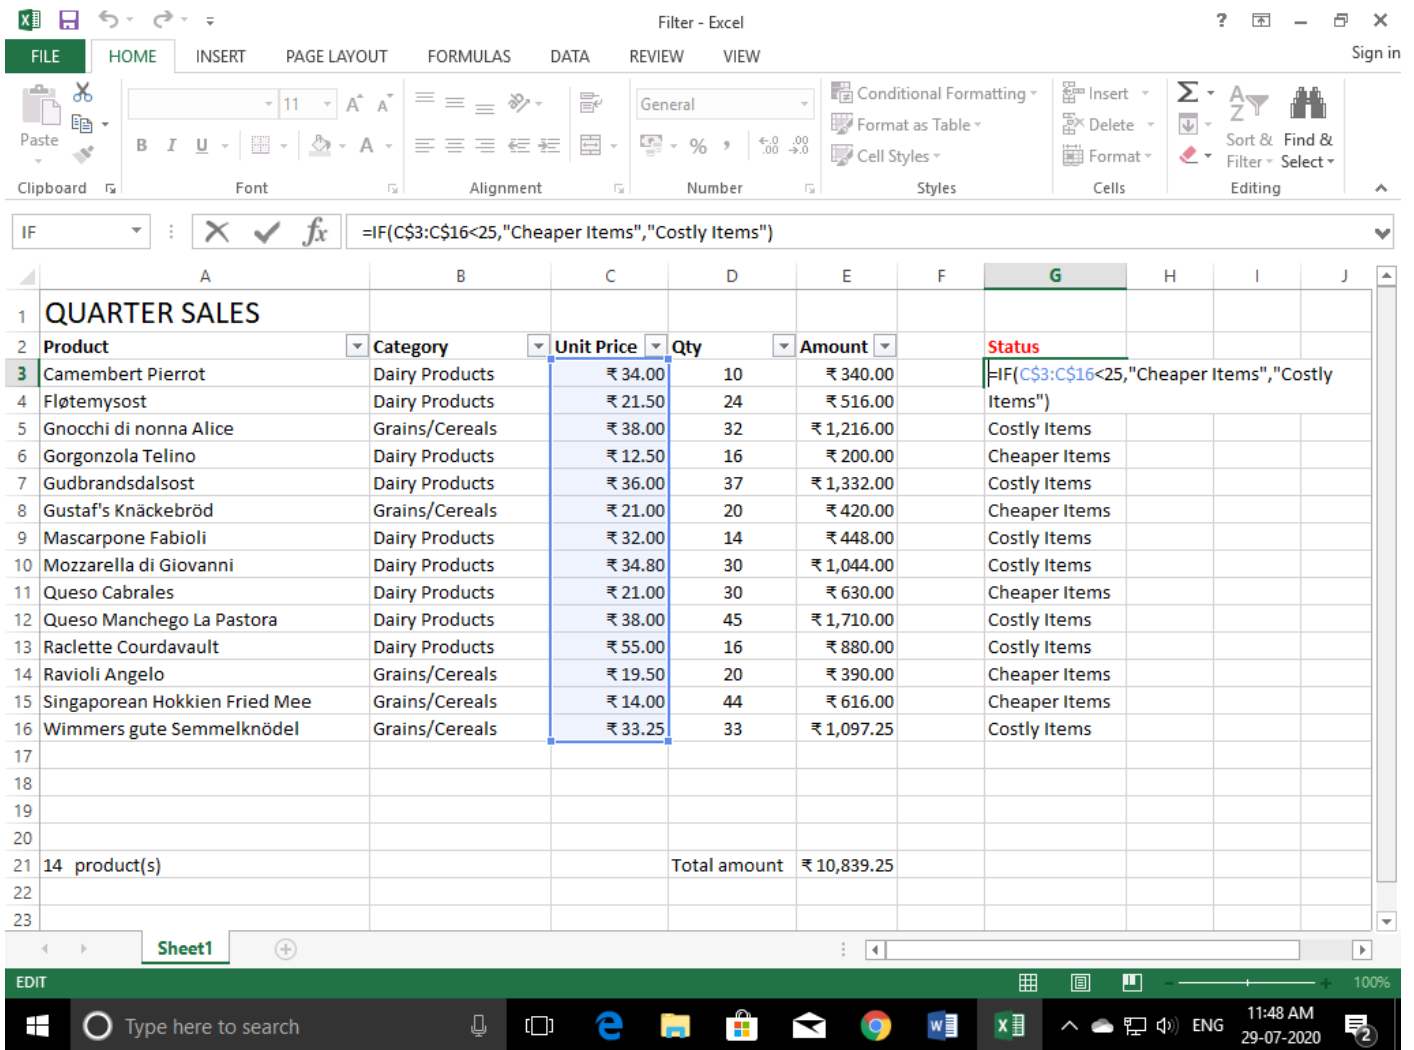 Filter - Excel
?
FILE HOME INSERT PAGE LAYOUT FORMULAS DATA REVIEW VIEW Sign in
11 A A General Conditional Formatting Insert Σ A Z
Format as Table Delete
Paste B I U A % , .00 .0 Cell Styles Format Sort & Filter Find & Select
Clipboard Font Alignment Number Styles Cells Editing
IF fx =IF(C$3:C$16<25,"Cheaper Items","Costly Items")
A B C D E F G H I J
1 QUARTER SALES
2 Product Category Unit Price Qty Amount Status
3 Camembert Pierrot Dairy Products ₹ 34.00 10 ₹ 340.00 =IF(C$3:C$16<25,"Cheaper Items","Costly
4 Fløtemysost Dairy Products ₹ 21.50 24 ₹ 516.00 Items")
5 Gnocchi di nonna Alice Grains/Cereals ₹ 38.00 32 ₹ 1,216.00 Costly Items
6 Gorgonzola Telino Dairy Products ₹ 12.50 16 ₹ 200.00 Cheaper Items
7 Gudbrandsdalsost Dairy Products ₹ 36.00 37 ₹ 1,332.00 Costly Items
8 Gustaf's Knäckebröd Grains/Cereals ₹ 21.00 20 ₹ 420.00 Cheaper Items
9 Mascarpone Fabioli Dairy Products ₹ 32.00 14 ₹ 448.00 Costly Items
10 Mozzarella di Giovanni Dairy Products ₹ 34.80 30 ₹ 1,044.00 Costly Items
11 Queso Cabrales Dairy Products ₹ 21.00 30 ₹ 630.00 Cheaper Items
12 Queso Manchego La Pastora Dairy Products ₹ 38.00 45 ₹ 1,710.00 Costly Items
13 Raclette Courdavault Dairy Products ₹ 55.00 16 ₹ 880.00 Costly Items
14 Ravioli Angelo Grains/Cereals ₹ 19.50 20 ₹ 390.00 Cheaper Items
15 Singaporean Hokkien Fried Mee Grains/Cereals ₹ 14.00 44 ₹ 616.00 Cheaper Items
16 Wimmers gute Semmelknödel Grains/Cereals ₹ 33.25 33 ₹ 1,097.25 Costly Items
17
18
19
20
21 14 product(s) Total amount ₹ 10,839.25
22
23
Sheet1
EDIT 100%
Type here to search ENG 11:48 AM
29-07-2020 2